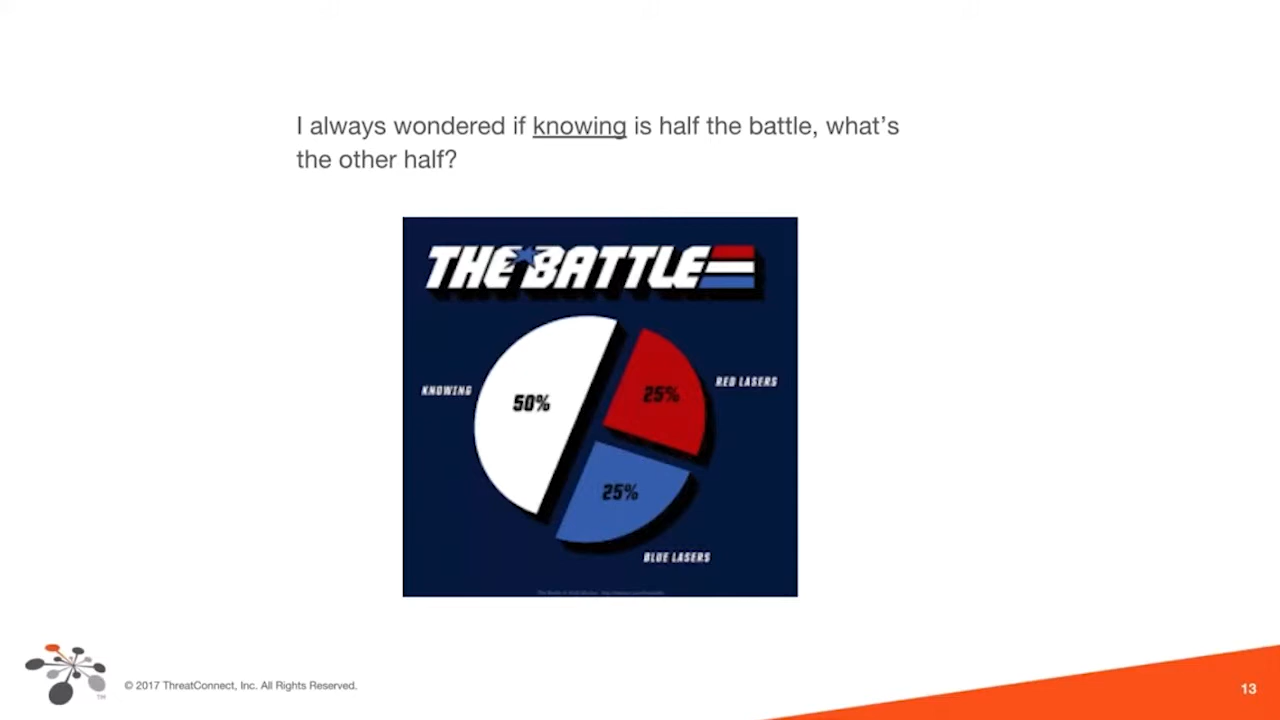 I always wondered if knowing is half the battle, what's
the other half?
THE BATTLE
KNOWING
50%
25%
RED LASERS
25%
BLUE LASERS
TM
© 2017 ThreatConnect, Inc. All Rights Reserved.
13